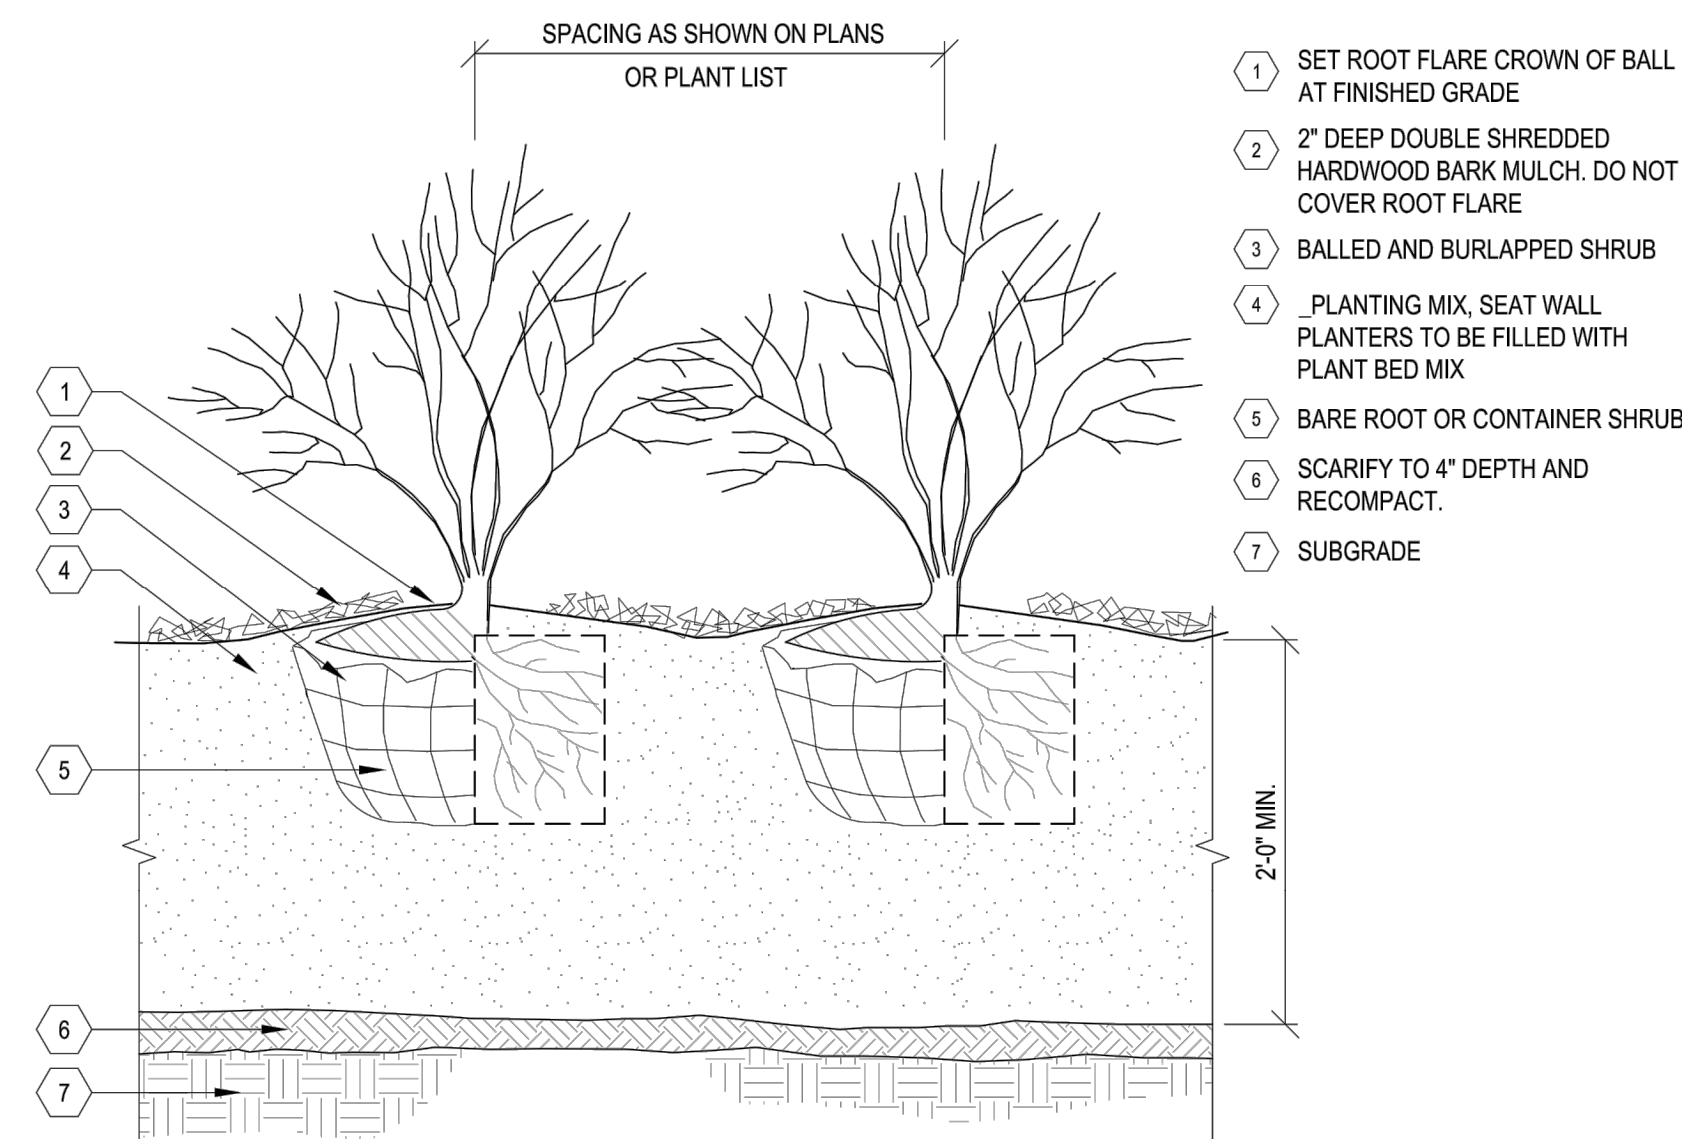 SPACING AS SHOWN ON PLANS
OR PLANT LIST
1 SET ROOT FLARE CROWN OF BALL
AT FINISHED GRADE
2 2" DEEP DOUBLE SHREDDED
HARDWOOD BARK MULCH. DO NOT
COVER ROOT FLARE
3 BALLED AND BURLAPPED SHRUB
4 _PLANTING MIX, SEAT WALL
PLANTERS TO BE FILLED WITH
PLANT BED MIX
5 BARE ROOT OR CONTAINER SHRUB
6 SCARIFY TO 4" DEPTH AND
RECOMPACT.
7 SUBGRADE
1
2
3
4
5
6
7
2'-0" MIN.